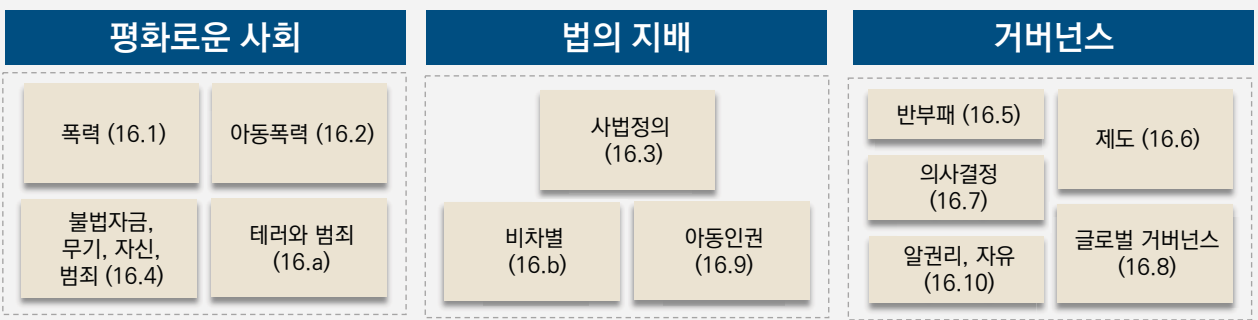 평화로운 사회
폭력 (16.1)
아동폭력 (16.2)
불법자금,
무기, 자신,
범죄 (16.4)
테러와 범죄
(16.a)
법의 지배
사법정의
(16.3)
비차별
(16.b)
아동인권
(16.9)
거버넌스
반부패 (16.5)
제도 (16.6)
의사결정
(16.7)
알권리, 자유
(16.10)
글로벌 거버넌스
(16.8)